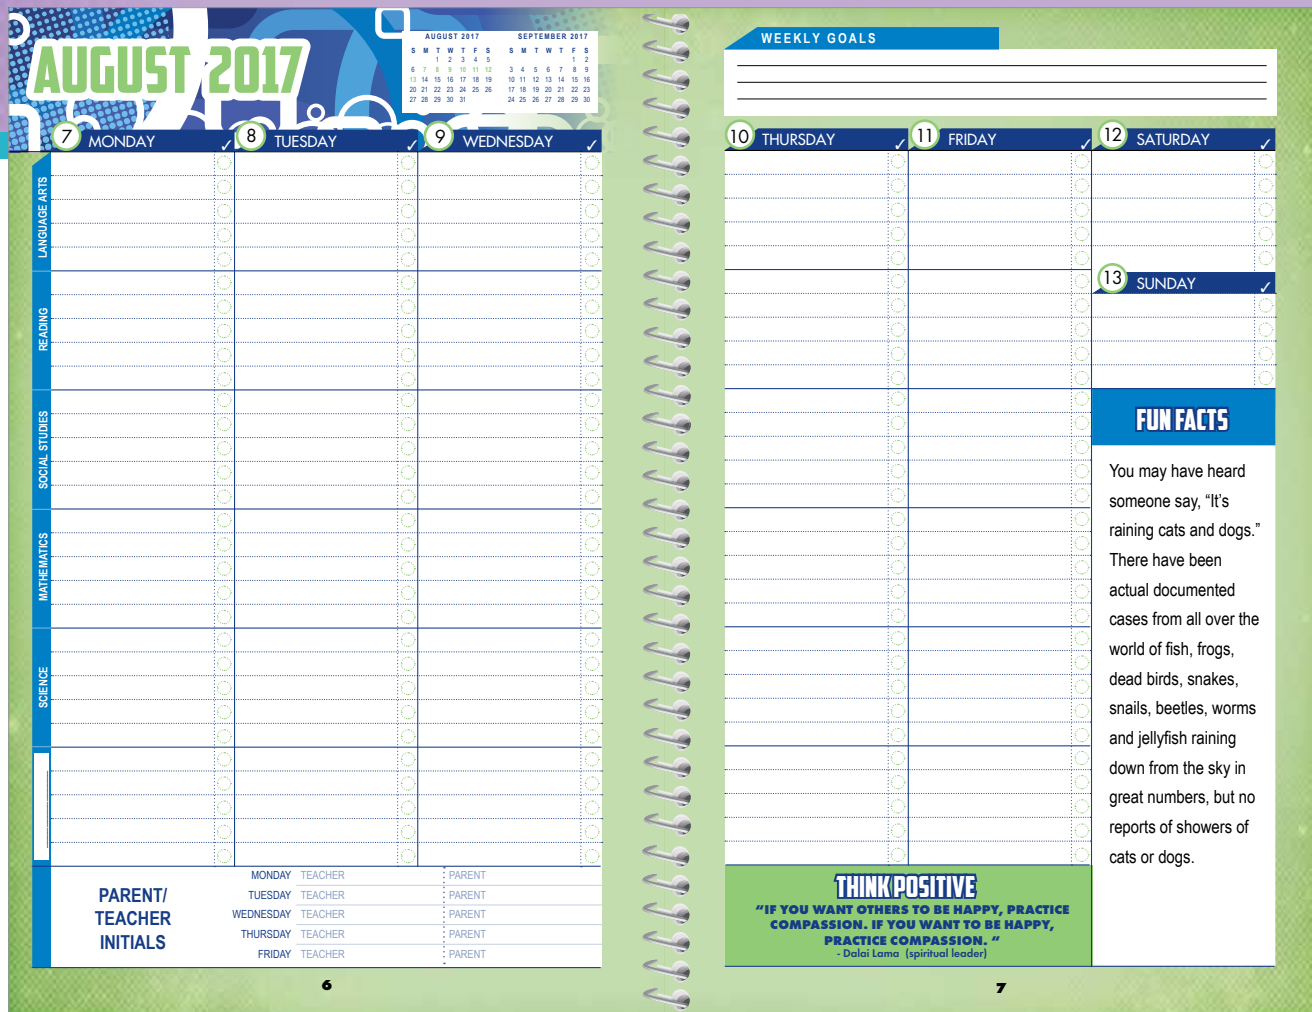 AUGUST 2017
AUGUST 2017
S M T W T F S
1 2 3 4 5
6 7 8 9 10 11 12
13 14 15 16 17 18 19
20 21 22 23 24 25 26
27 28 29 30 31
SEPTEMBER 2017
S M T W T F S
1 2
3 4 5 6 7 8 9
10 11 12 13 14 15 16
17 18 19 20 21 22 23
24 25 26 27 28 29 30
7 MONDAY ✓
8 TUESDAY ✓
9 WEDNESDAY ✓
LANGUAGE ARTS
READING
SOCIAL STUDIES
MATHEMATICS
SCIENCE
PARENT/
TEACHER
INITIALS
MONDAY TEACHER PARENT
TUESDAY TEACHER PARENT
WEDNESDAY TEACHER PARENT
THURSDAY TEACHER PARENT
FRIDAY TEACHER PARENT
6
WEEKLY GOALS
10 THURSDAY ✓
11 FRIDAY ✓
12 SATURDAY ✓
13 SUNDAY ✓
FUN FACTS
You may have heard
someone say, “It’s
raining cats and dogs.”
There have been
actual documented
cases from all over the
world of fish, frogs,
dead birds, snakes,
snails, beetles, worms
and jellyfish raining
down from the sky in
great numbers, but no
reports of showers of
cats or dogs.
THINK POSITIVE
“IF YOU WANT OTHERS TO BE HAPPY, PRACTICE
COMPASSION. IF YOU WANT TO BE HAPPY,
PRACTICE COMPASSION. “
- Dalai Lama (spiritual leader)
7